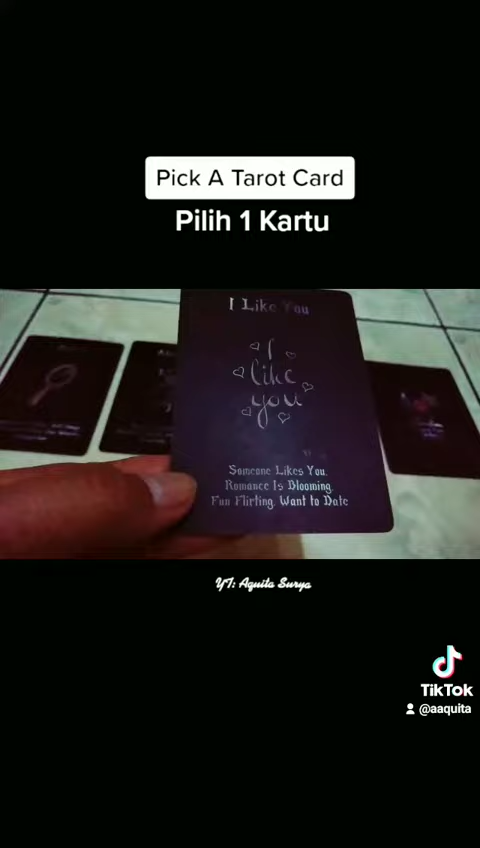 Pick A Tarot Card
Pilih 1 Kartu
I Like You
I
like
you
Someone Likes You.
Romance Is Blooming.
Fun Flirting. Want to Date
YT: Aquita Surya
TikTok
@aaquita